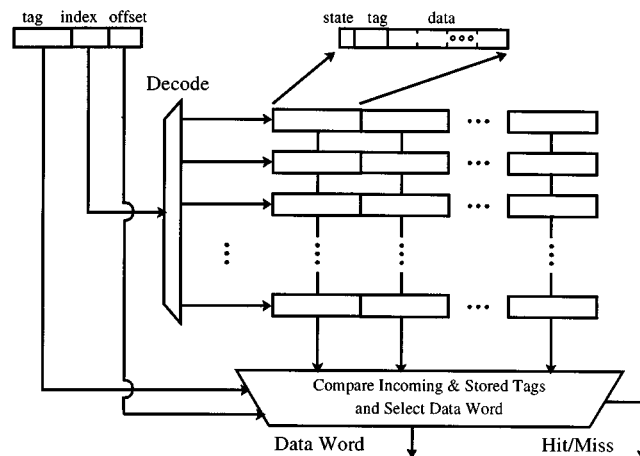 tag index offset
state tag data
Decode
Compare Incoming & Stored Tags
and Select Data Word
Data Word
Hit/Miss